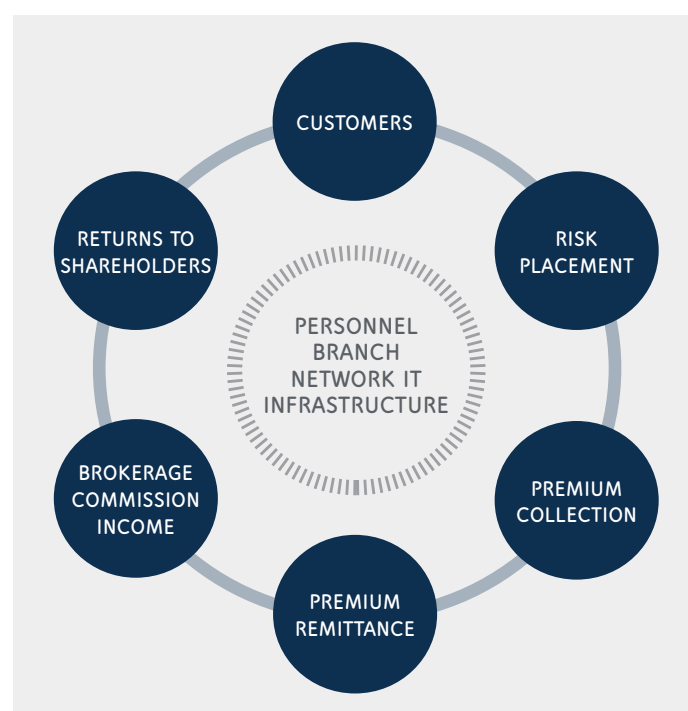 CUSTOMERS
RISK
PLACEMENT
PREMIUM
COLLECTION
PREMIUM
REMITTANCE
BROKERAGE
COMMISSION
INCOME
RETURNS TO
SHAREHOLDERS
PERSONNEL
BRANCH
NETWORK IT
INFRASTRUCTURE